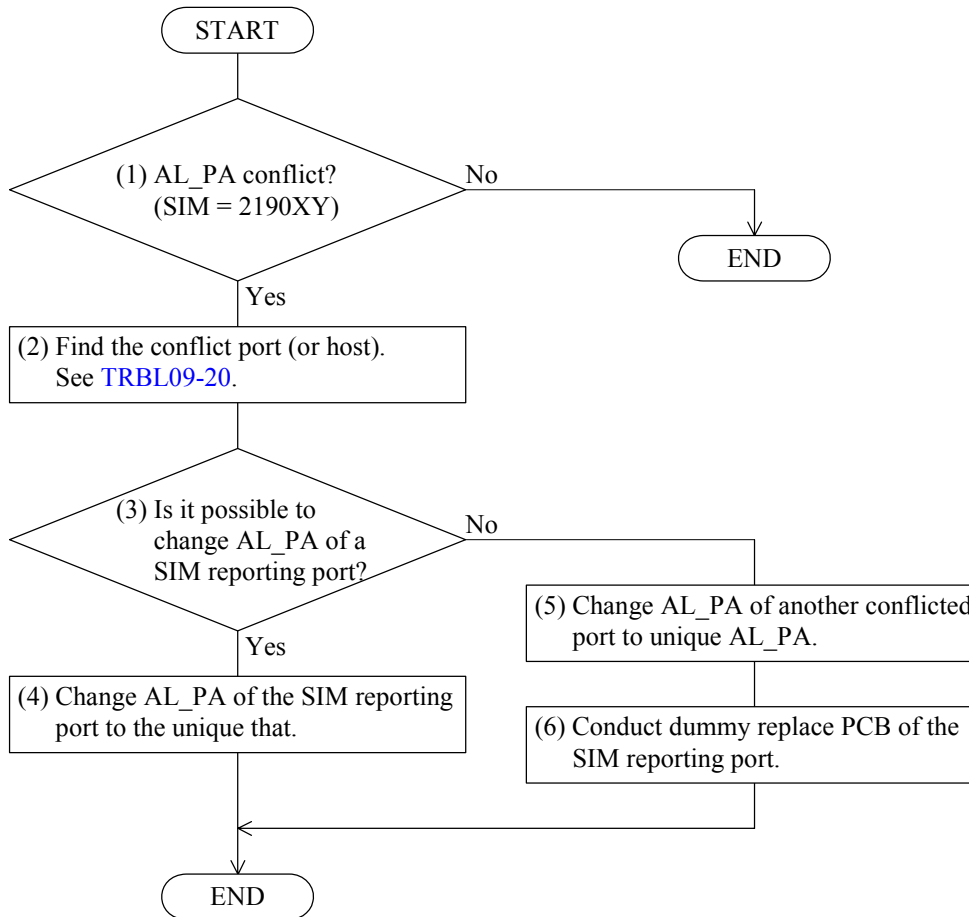 START
(1) AL_PA conflict?
(SIM = 2190XY)
No
END
Yes
(2) Find the conflict port (or host).
See TRBL09-20.
(3) Is it possible to
change AL_PA of a
SIM reporting port?
No
(5) Change AL_PA of another conflicted
port to unique AL_PA.
Yes
(4) Change AL_PA of the SIM reporting
port to the unique that.
(6) Conduct dummy replace PCB of the
SIM reporting port.
END